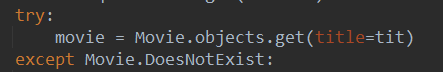 try:
    movie = Movie.objects.get(title=tit)
except Movie.DoesNotExist: